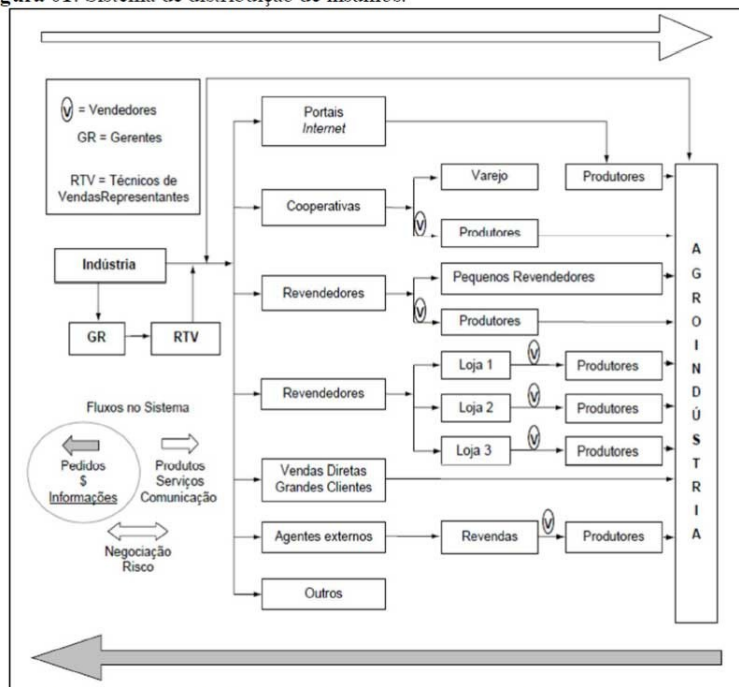 gura 01. Sistema de distribuição de insumos.
V = Vendedores
GR = Gerentes
RTV = Técnicos de
VendasRepresentantes
Portais
Internet
Cooperativas
Varejo
Produtores
V
Produtores
Indústria
GR
RTV
Revendedores
Pequenos Revendedores
V
Produtores
Revendedores
Loja 1
V
Produtores
Loja 2
V
Produtores
Loja 3
V
Produtores
Fluxos no Sistema
Pedidos
$
Informações
Produtos
Serviços
Comunicação
Negociação
Risco
Vendas Diretas
Grandes Clientes
Agentes externos
Revendas
V
Produtores
Outros
A
G
R
O
I
N
D
Ú
S
T
R
I
A